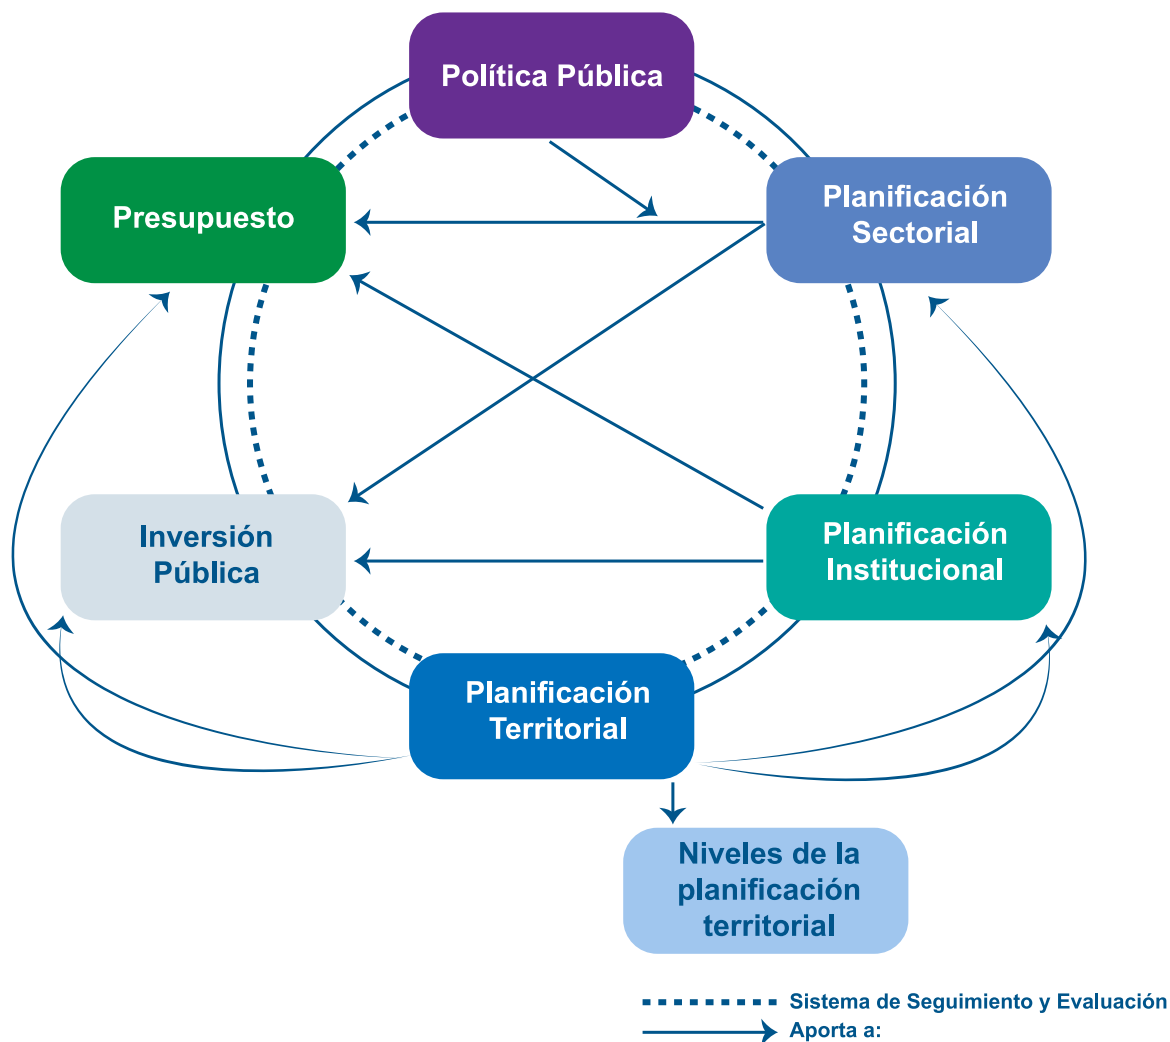 Política Pública
Presupuesto
Planificación
Sectorial
Inversión
Pública
Planificación
Institucional
Planificación
Territorial
Niveles de la
planificación
territorial
Sistema de Seguimiento y Evaluación
Aporta a: